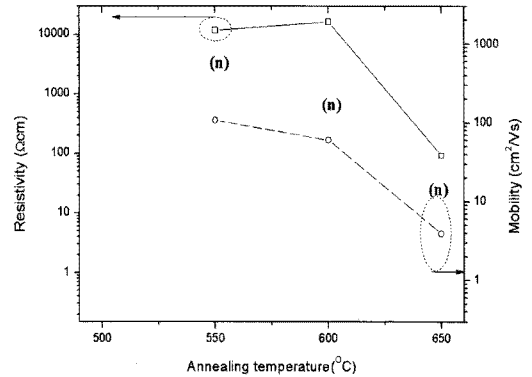 Resistivity (Ωcm)
10000
1000
100
10
1
(n)
(n)
(n)
1000
100
10
1
Mobility (cm²/Vs)
500
550
600
650
Annealing temperature(°C)